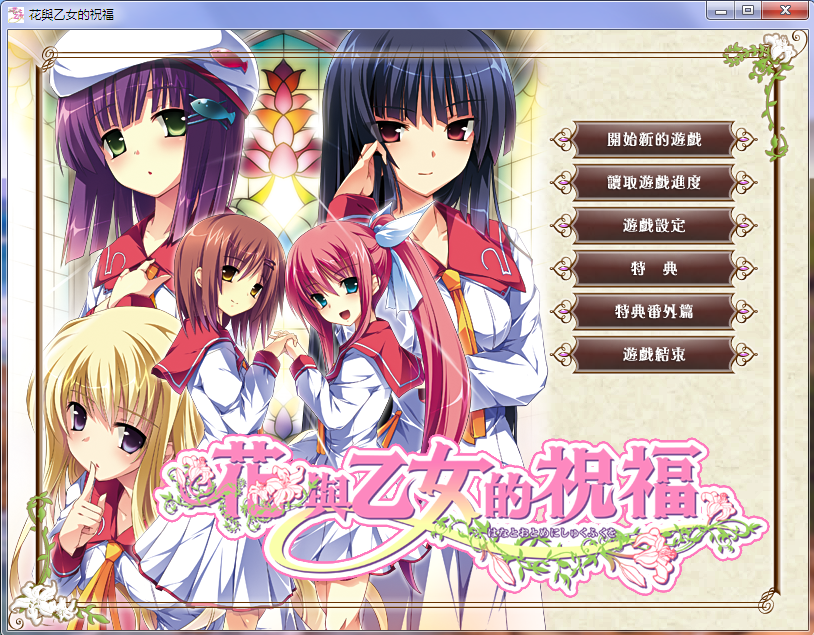 花與乙女的祝福
開始新的遊戲
讀取遊戲進度
遊戲設定
特 典
特典番外篇
遊戲結束
花與乙女的祝福
はなとおとめにしゅくふくを